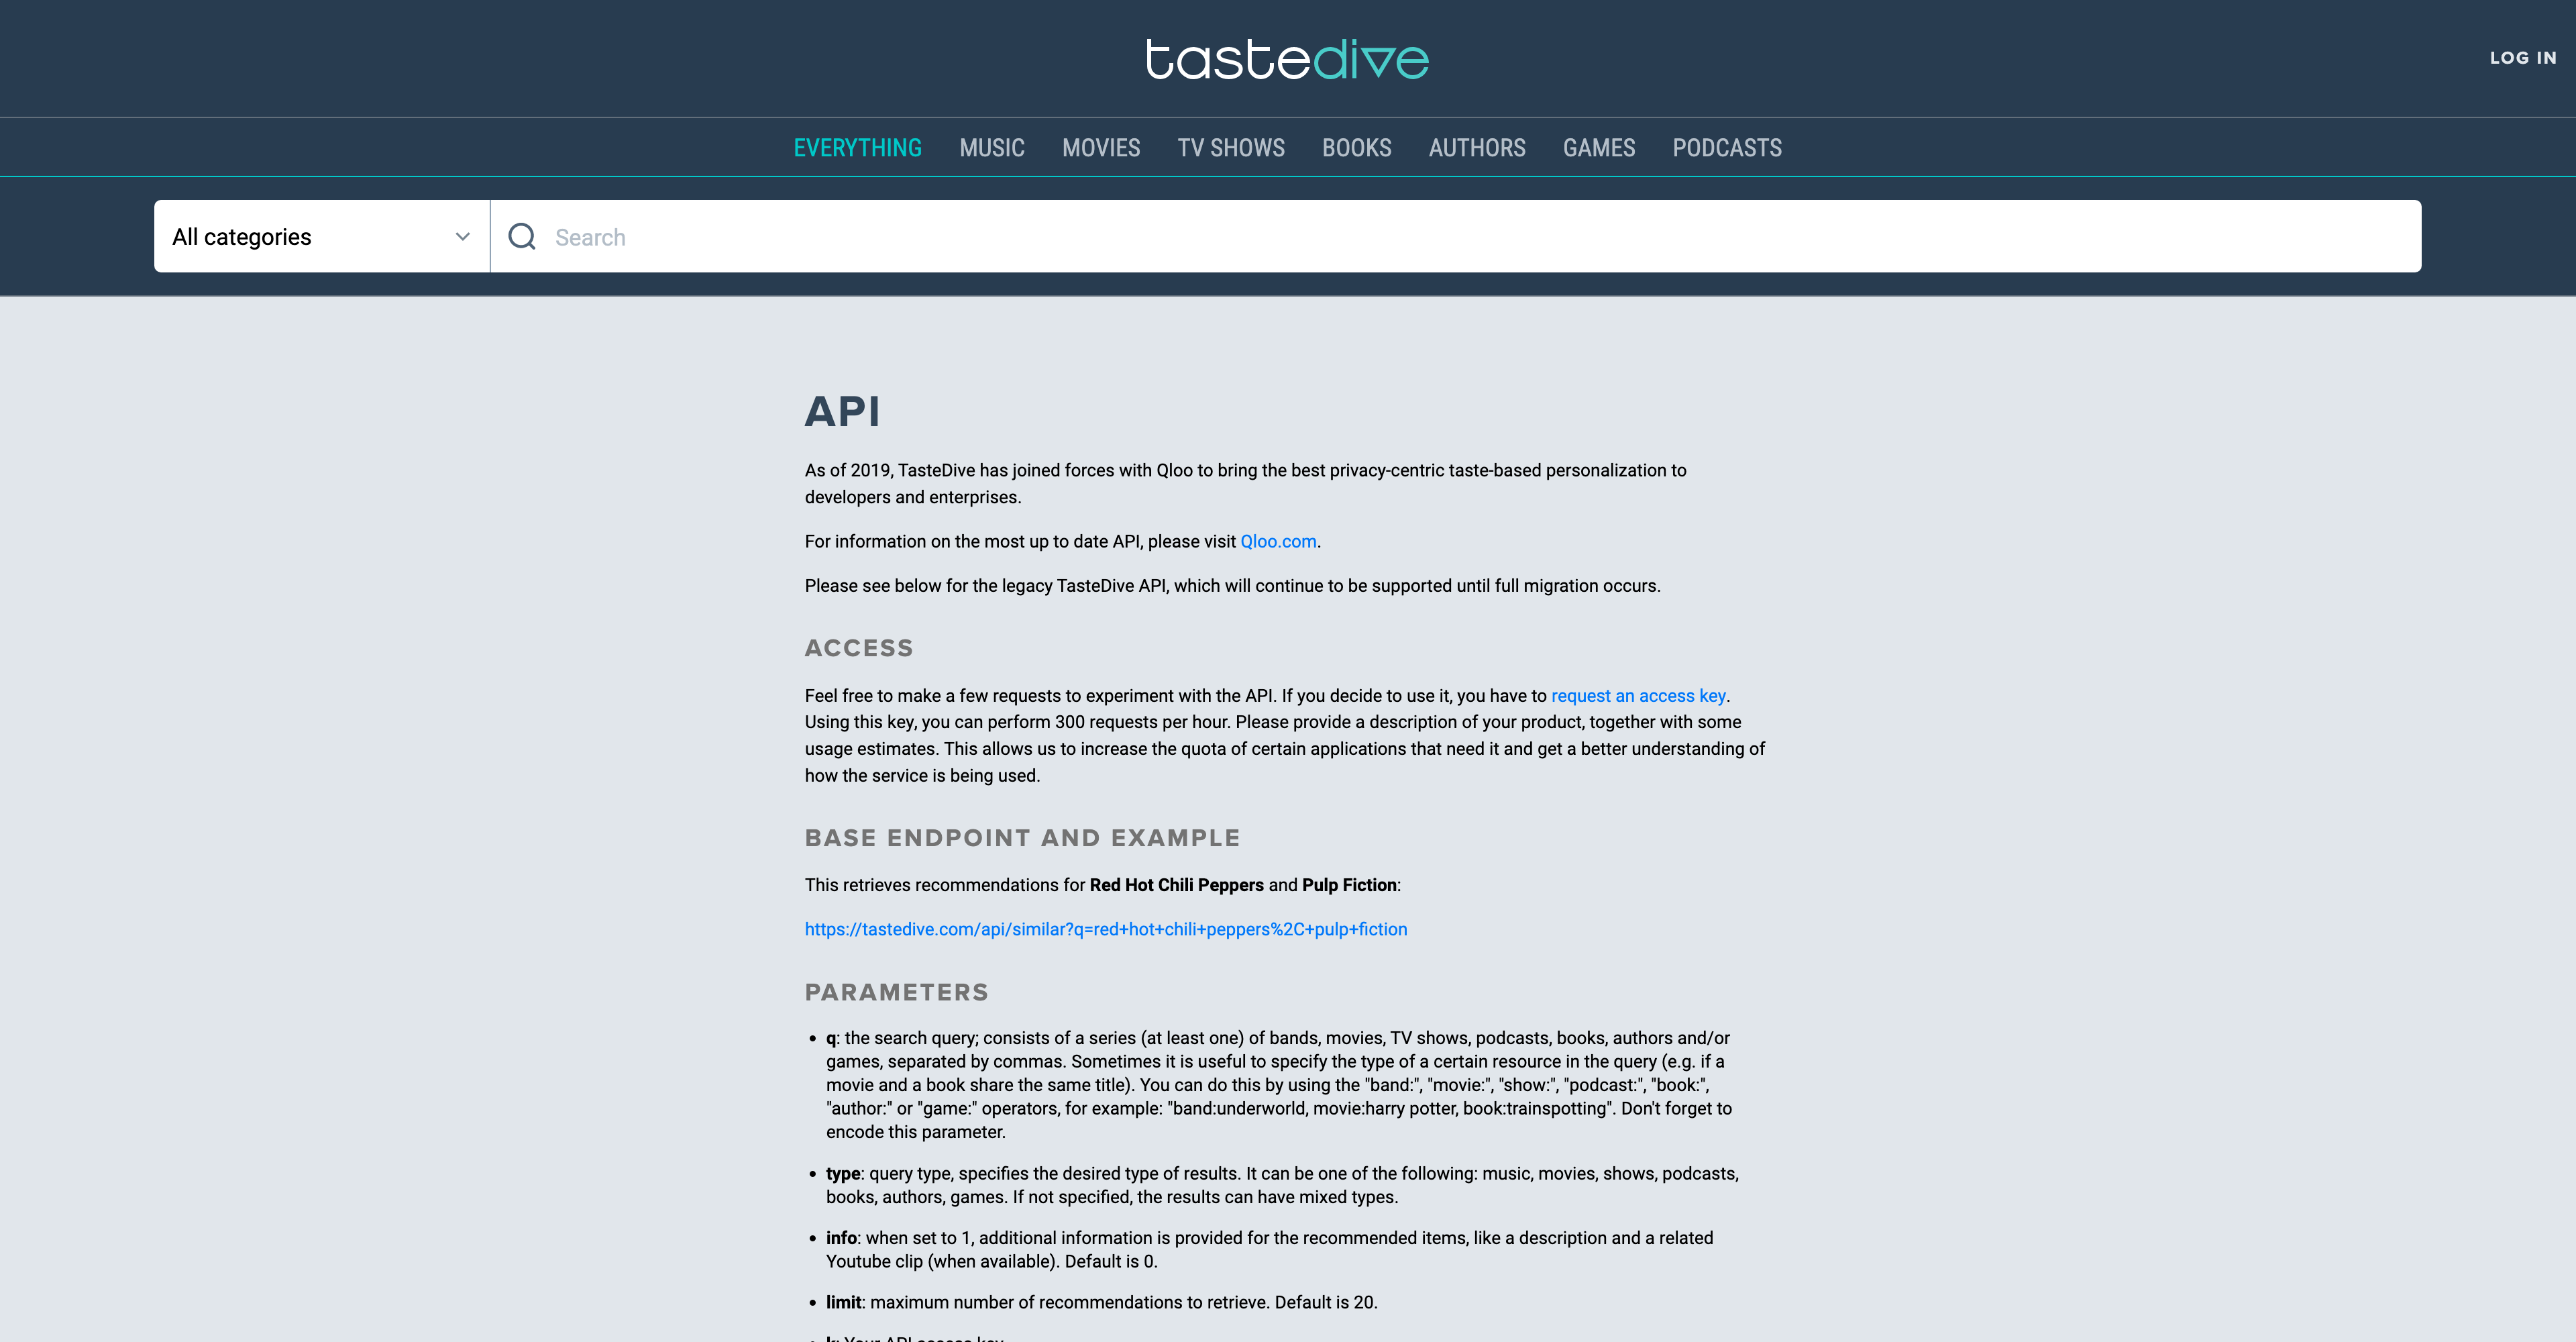 tastedive
LOG IN
EVERYTHING MUSIC MOVIES TV SHOWS BOOKS AUTHORS GAMES PODCASTS
All categories Search
API
As of 2019, TasteDive has joined forces with Qloo to bring the best privacy-centric taste-based personalization to
developers and enterprises.
For information on the most up to date API, please visit Qloo.com.
Please see below for the legacy TasteDive API, which will continue to be supported until full migration occurs.
ACCESS
Feel free to make a few requests to experiment with the API. If you decide to use it, you have to request an access key.
Using this key, you can perform 300 requests per hour. Please provide a description of your product, together with some
usage estimates. This allows us to increase the quota of certain applications that need it and get a better understanding of
how the service is being used.
BASE ENDPOINT AND EXAMPLE
This retrieves recommendations for Red Hot Chili Peppers and Pulp Fiction:
https://tastedive.com/api/similar?q=red+hot+chili+peppers%2C+pulp+fiction
PARAMETERS
• q: the search query; consists of a series (at least one) of bands, movies, TV shows, podcasts, books, authors and/or
games, separated by commas. Sometimes it is useful to specify the type of a certain resource in the query (e.g. if a
movie and a book share the same title). You can do this by using the "band:", "movie:", "show:", "podcast:", "book:",
"author:" or "game:" operators, for example: "band:underworld, movie:harry potter, book:trainspotting". Don't forget to
encode this parameter.
• type: query type, specifies the desired type of results. It can be one of the following: music, movies, shows, podcasts,
books, authors, games. If not specified, the results can have mixed types.
• info: when set to 1, additional information is provided for the recommended items, like a description and a related
Youtube clip (when available). Default is 0.
• limit: maximum number of recommendations to retrieve. Default is 20.
• k: Your API access key